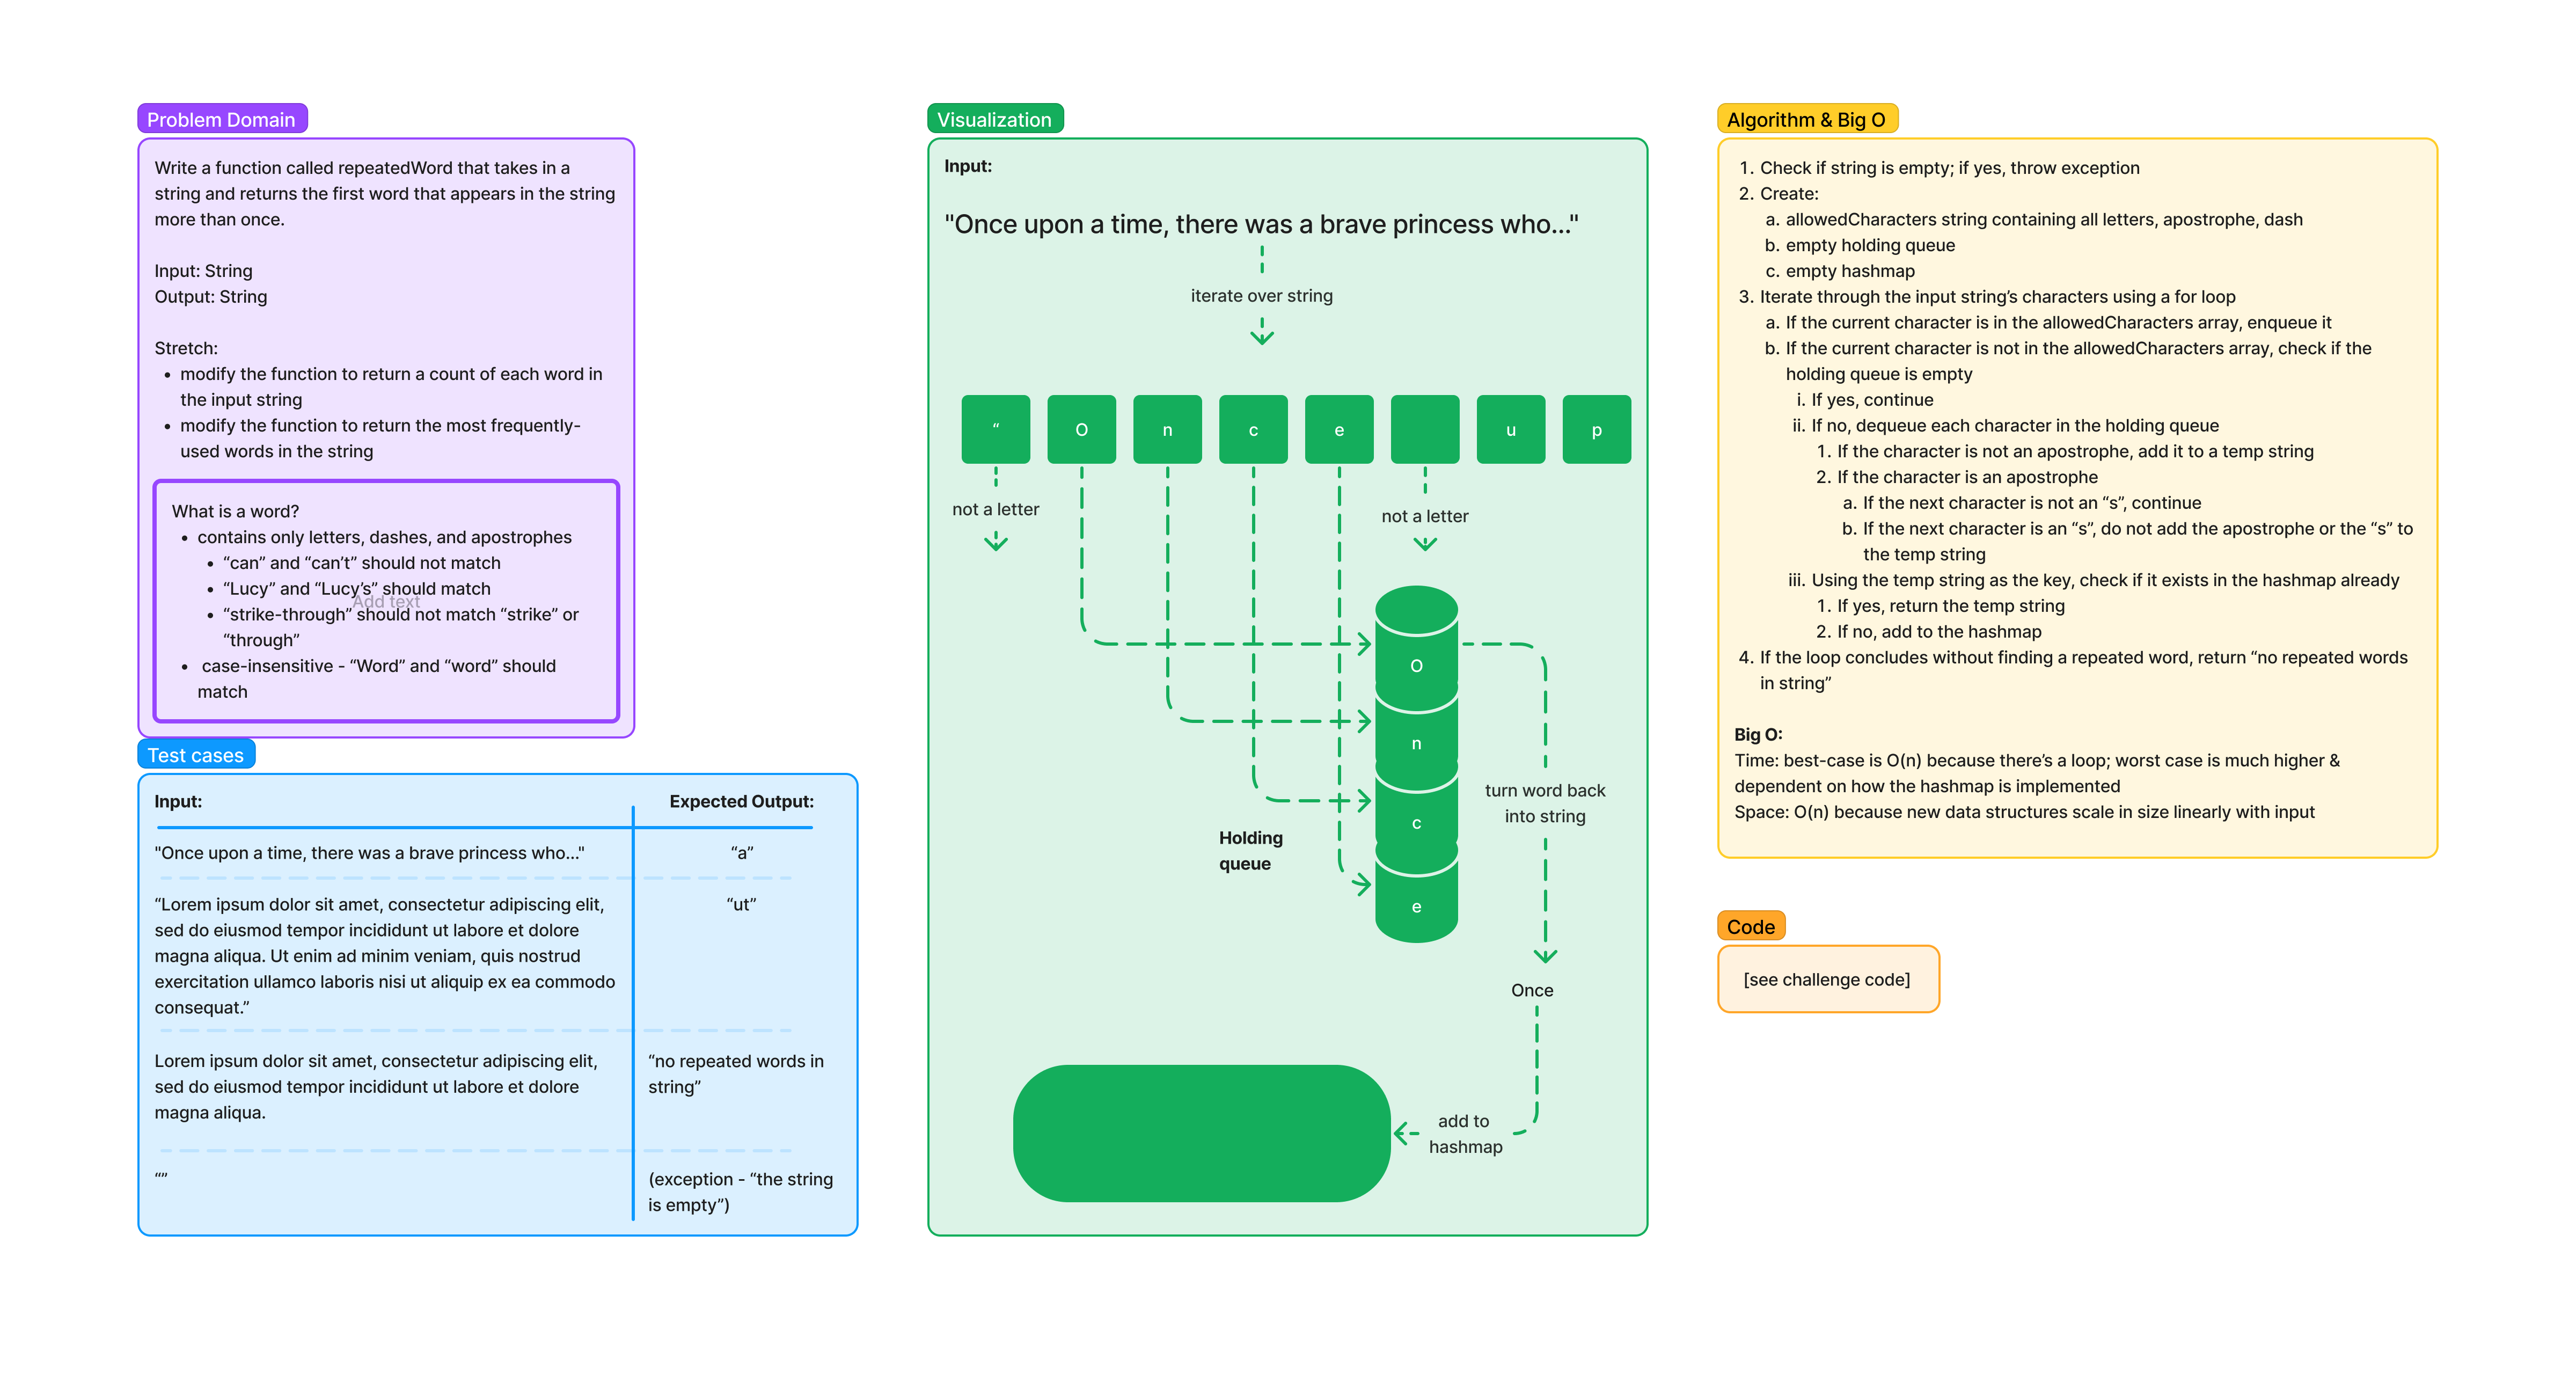 Problem Domain
Write a function called repeatedWord that takes in a
string and returns the first word that appears in the string
more than once.
Input: String
Output: String
Stretch:
• modify the function to return a count of each word in
the input string
• modify the function to return the most frequently-
used words in the string
What is a word?
• contains only letters, dashes, and apostrophes
• “can” and “can’t” should not match
• “Lucy” and “Lucy’s” should match
Add text
• “strike-through” should not match “strike” or
“through”
• case-insensitive - “Word” and “word” should
match
Test cases
Input: Expected Output:
"Once upon a time, there was a brave princess who..." “a”
“Lorem ipsum dolor sit amet, consectetur adipiscing elit, “ut”
sed do eiusmod tempor incididunt ut labore et dolore
magna aliqua. Ut enim ad minim veniam, quis nostrud
exercitation ullamco laboris nisi ut aliquip ex ea commodo
consequat.”
Lorem ipsum dolor sit amet, consectetur adipiscing elit, “no repeated words in
sed do eiusmod tempor incididunt ut labore et dolore string”
magna aliqua.
“” (exception - “the string
is empty”)
Visualization
Input:
"Once upon a time, there was a brave princess who..."
iterate over string
“ O n c e u p
not a letter
not a letter
O
n
c
e
Holding
queue
turn word back
into string
Once
add to
hashmap
Algorithm & Big O
1. Check if string is empty; if yes, throw exception
2. Create:
a. allowedCharacters string containing all letters, apostrophe, dash
b. empty holding queue
c. empty hashmap
3. Iterate through the input string’s characters using a for loop
a. If the current character is in the allowedCharacters array, enqueue it
b. If the current character is not in the allowedCharacters array, check if the
holding queue is empty
i. If yes, continue
ii. If no, dequeue each character in the holding queue
1. If the character is not an apostrophe, add it to a temp string
2. If the character is an apostrophe
a. If the next character is not an “s”, continue
b. If the next character is an “s”, do not add the apostrophe or the “s” to
the temp string
iii. Using the temp string as the key, check if it exists in the hashmap already
1. If yes, return the temp string
2. If no, add to the hashmap
4. If the loop concludes without finding a repeated word, return “no repeated words
in string”
Big O:
Time: best-case is O(n) because there’s a loop; worst case is much higher &
dependent on how the hashmap is implemented
Space: O(n) because new data structures scale in size linearly with input
Code
[see challenge code]